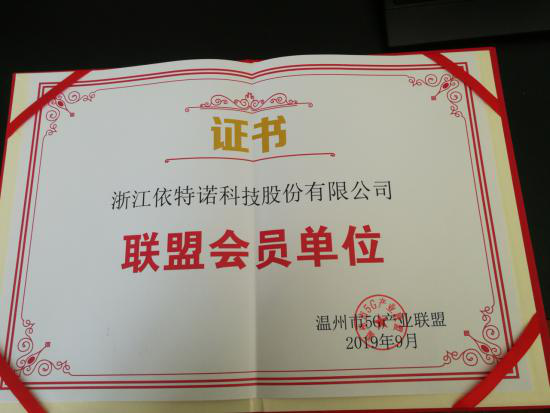 证书
浙江依特诺科技股份有限公司
联盟会员单位
温州市5G产业联盟
2019年9月